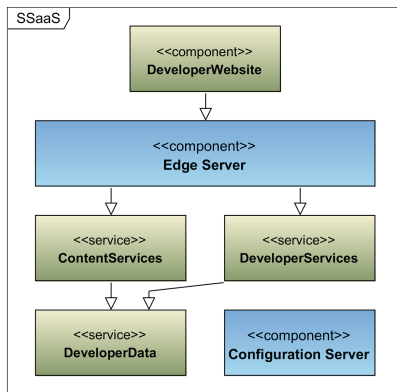 SSaaS
<<component>>
DeveloperWebsite
<<component>>
Edge Server
<<service>>
ContentServices
<<service>>
DeveloperServices
<<service>>
DeveloperData
<<component>>
Configuration Server